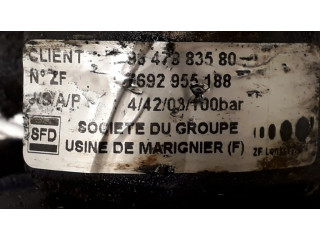 CLIENT 96 478 835 80
N° ZF 7692 955 188
4/42/03/100bar
SFD SOCIETE DU GROUPE
USINE DE MARIGNIER (F)